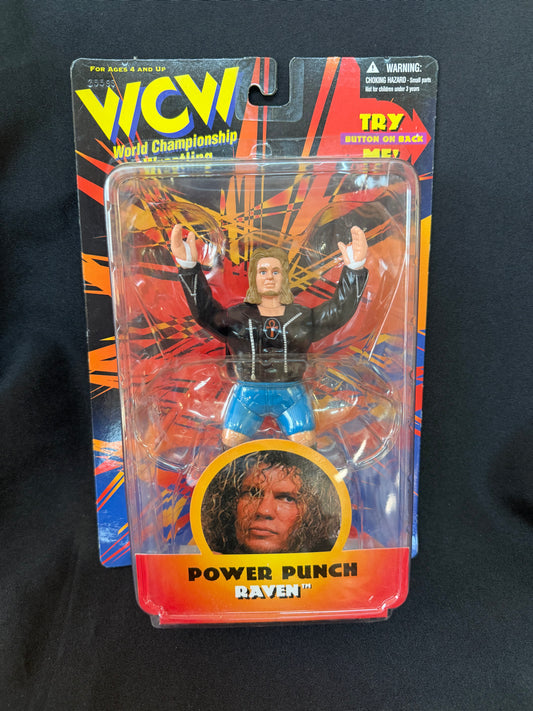 FOR AGES 4 AND UP
WCW
World Championship
Wrestling
WARNING:
CHOKING HAZARD - Small parts
Not for children under 3 years
TRY
BUTTON ON BACK
ME!
POWER PUNCH
RAVEN™